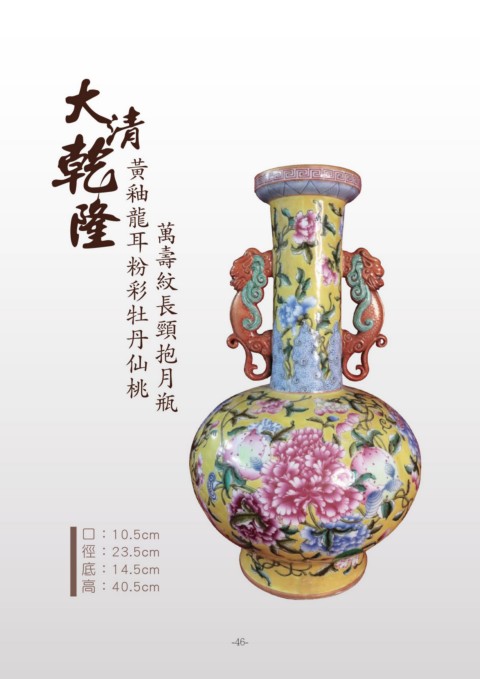 大清乾隆
黃釉龍耳粉彩牡丹仙桃
萬壽紋長頸抱月瓶
口：10.5cm
徑：23.5cm
底：14.5cm
高：40.5cm
-46-